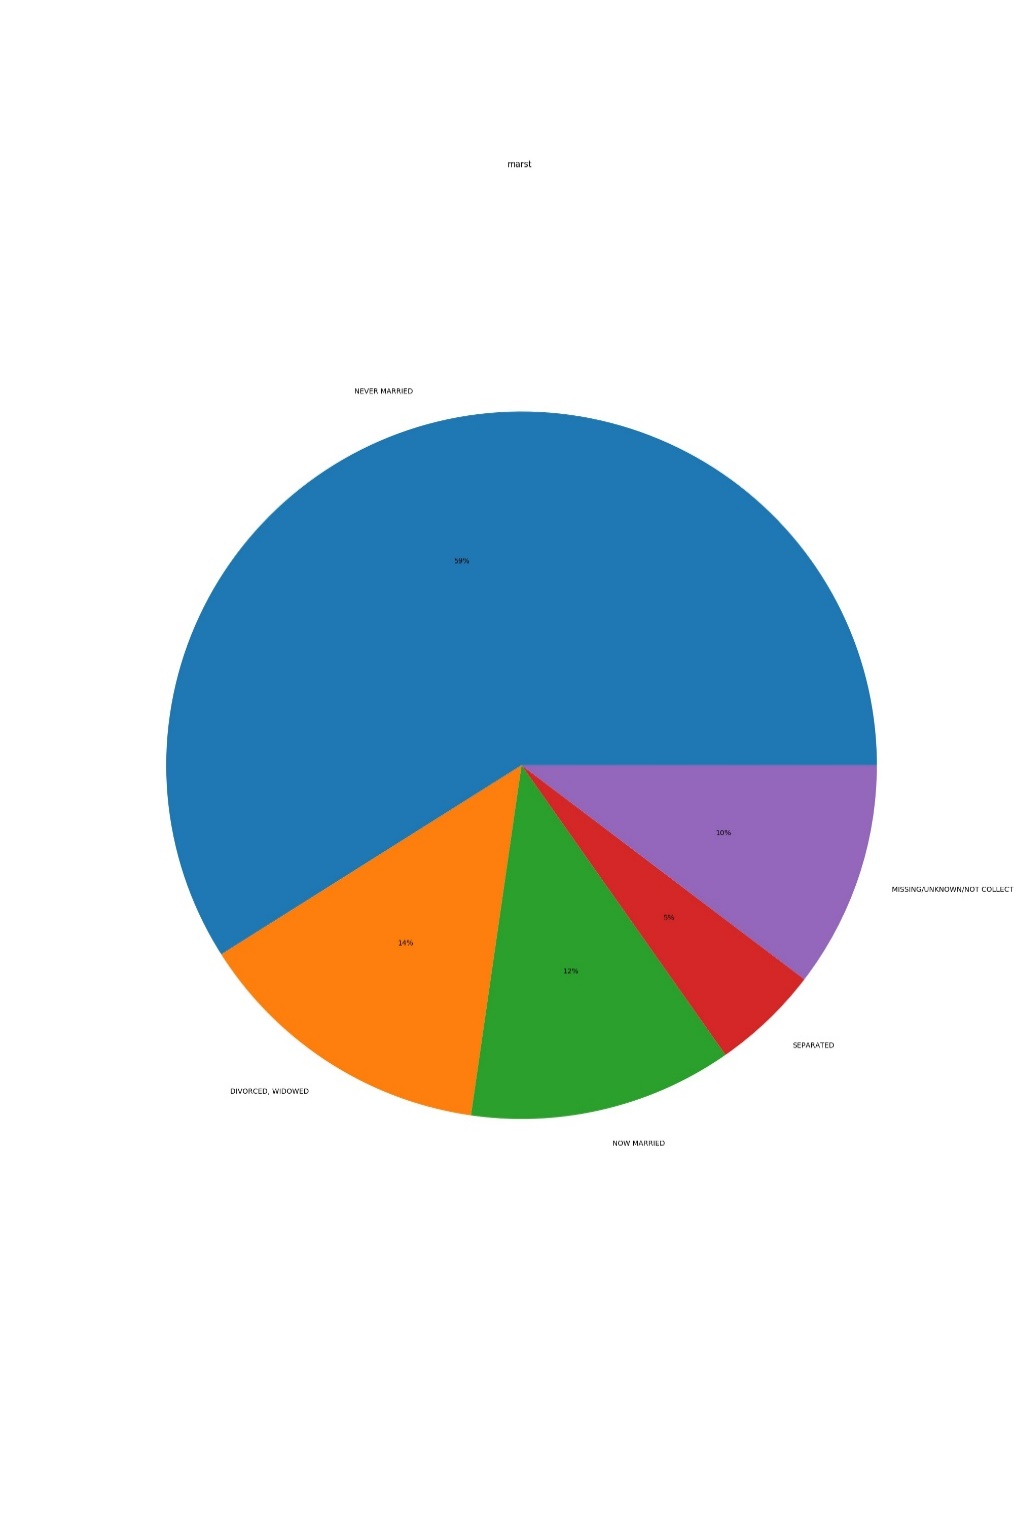 marst
NEVER MARRIED
59%
10%
MISSING/UNKNOWN/NOT COLLECT
5%
14%
12%
SEPARATED
DIVORCED, WIDOWED
NOW MARRIED